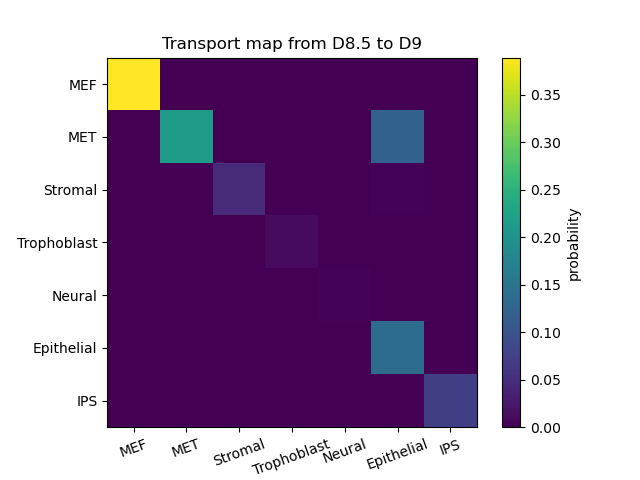 Transport map from D8.5 to D9
MEF
MET
Stromal
Trophoblast
Neural
Epithelial
IPS
MEF
MET
Stromal
Trophoblast
Neural
Epithelial
IPS
0.35
0.30
0.25
0.20
0.15
0.10
0.05
0.00
probability